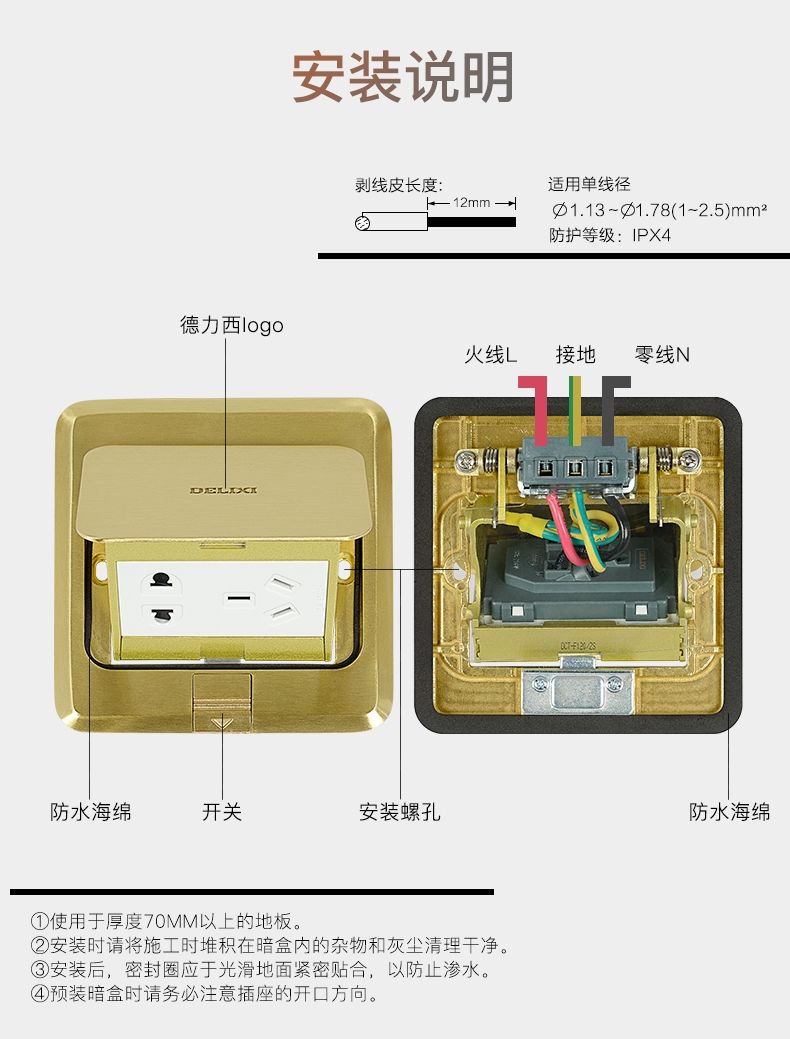 安装说明
剥线皮长度:
12mm
适用单线径
∅1.13~∅1.78(1~2.5)mm²
防护等级: IPX4
德力西logo
火线L 接地 零线N
DELIXI
DCT-F120/2S
防水海绵 开关 安装螺孔 防水海绵
①使用于厚度70MM以上的地板。
②安装时请将施工时堆积在暗盒内的杂物和灰尘清理干净。
③安装后，密封圈应于光滑地面紧密贴合，以防止渗水。
④预装暗盒时请务必注意插座的开口方向。